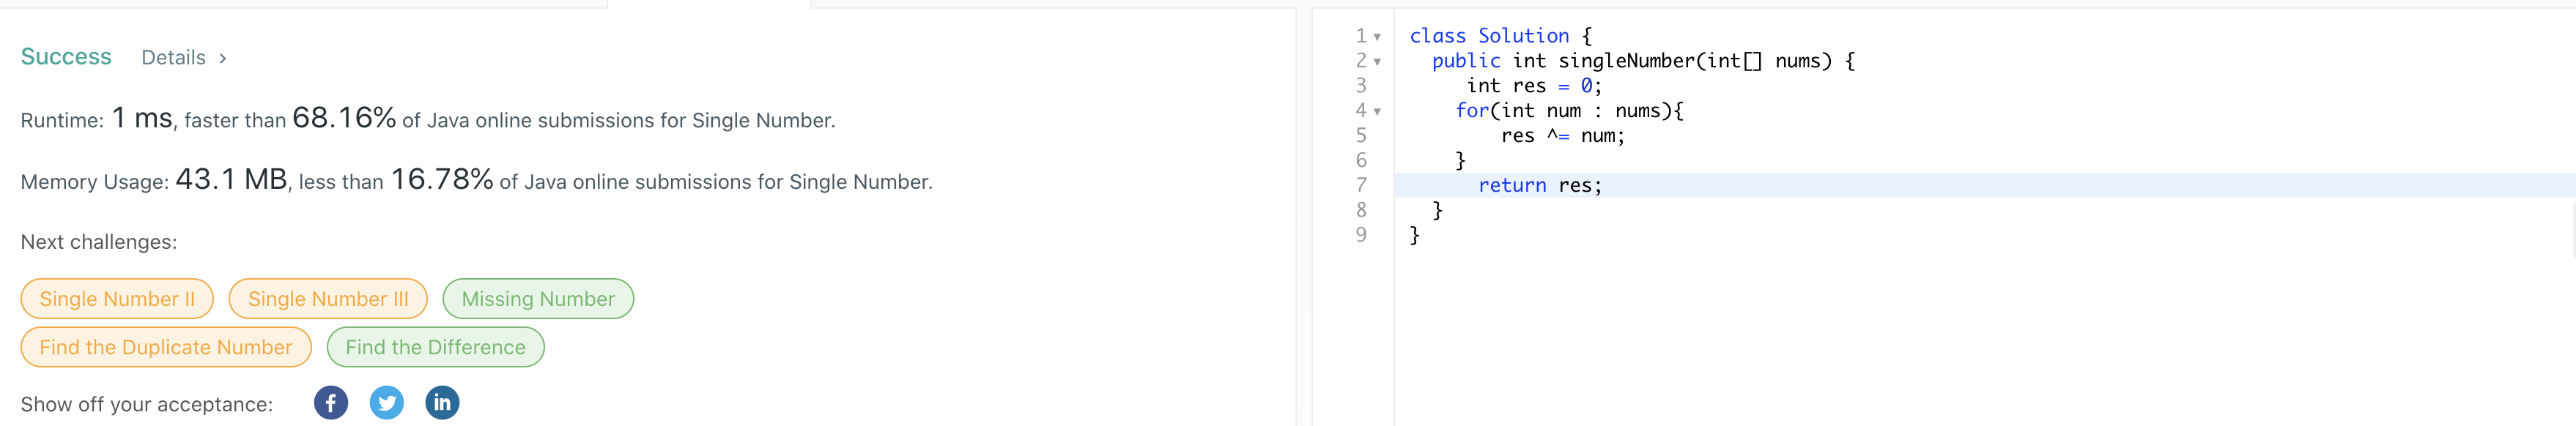 Success Details >
Runtime: 1 ms, faster than 68.16% of Java online submissions for Single Number.
Memory Usage: 43.1 MB, less than 16.78% of Java online submissions for Single Number.
Next challenges:
Single Number II Single Number III Missing Number
Find the Duplicate Number Find the Difference
Show off your acceptance: f in
1 class Solution {
2 public int singleNumber(int[] nums) {
3 int res = 0;
4 for(int num : nums){
5 res ^= num;
6 }
7 return res;
8 }
9 }